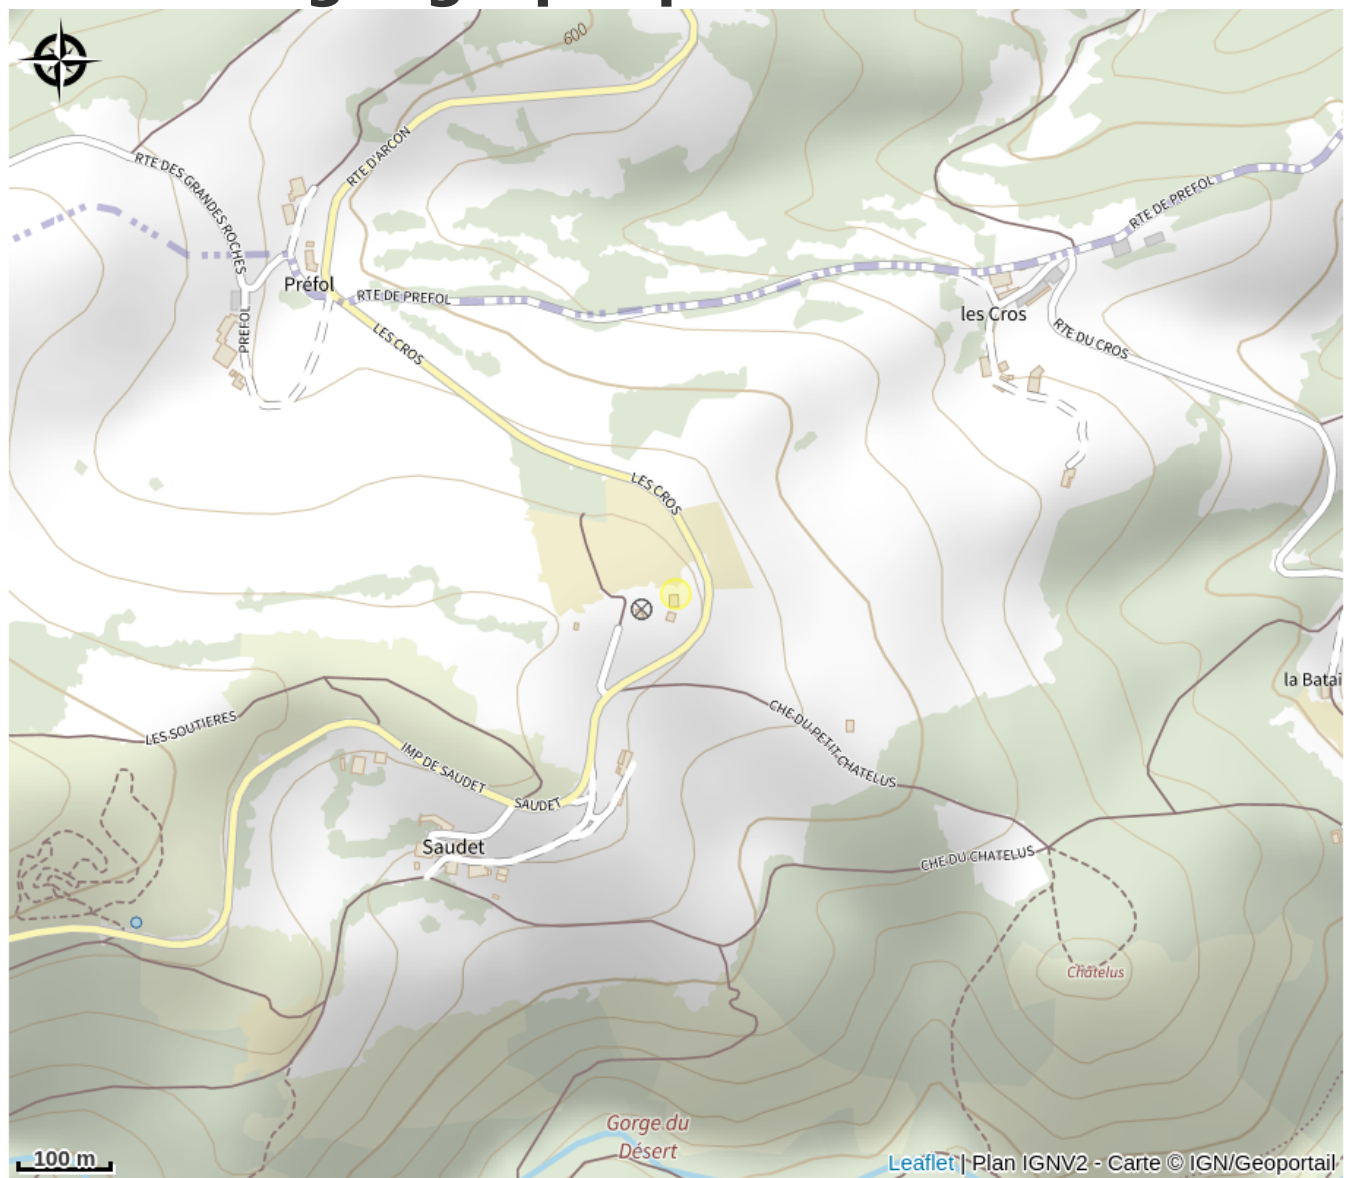 600
RTE D'ARCON
RTE DES GRANDES ROCHES
RTE DE PREFOL
Préfol
RTE DE PREFOL
les Cros
PREFOL
LES CROS
RTE DU CROS
LES CROS
la Batai
CHE DU PETIT CHATELUS
LES SOUTIERES
IMP DE SAUDET
SAUDET
Saudet
CHE DU CHATELUS
Châtelus
Gorge du
Désert
100 m
Leaflet | Plan IGNV2 - Carte © IGN/Geoportail